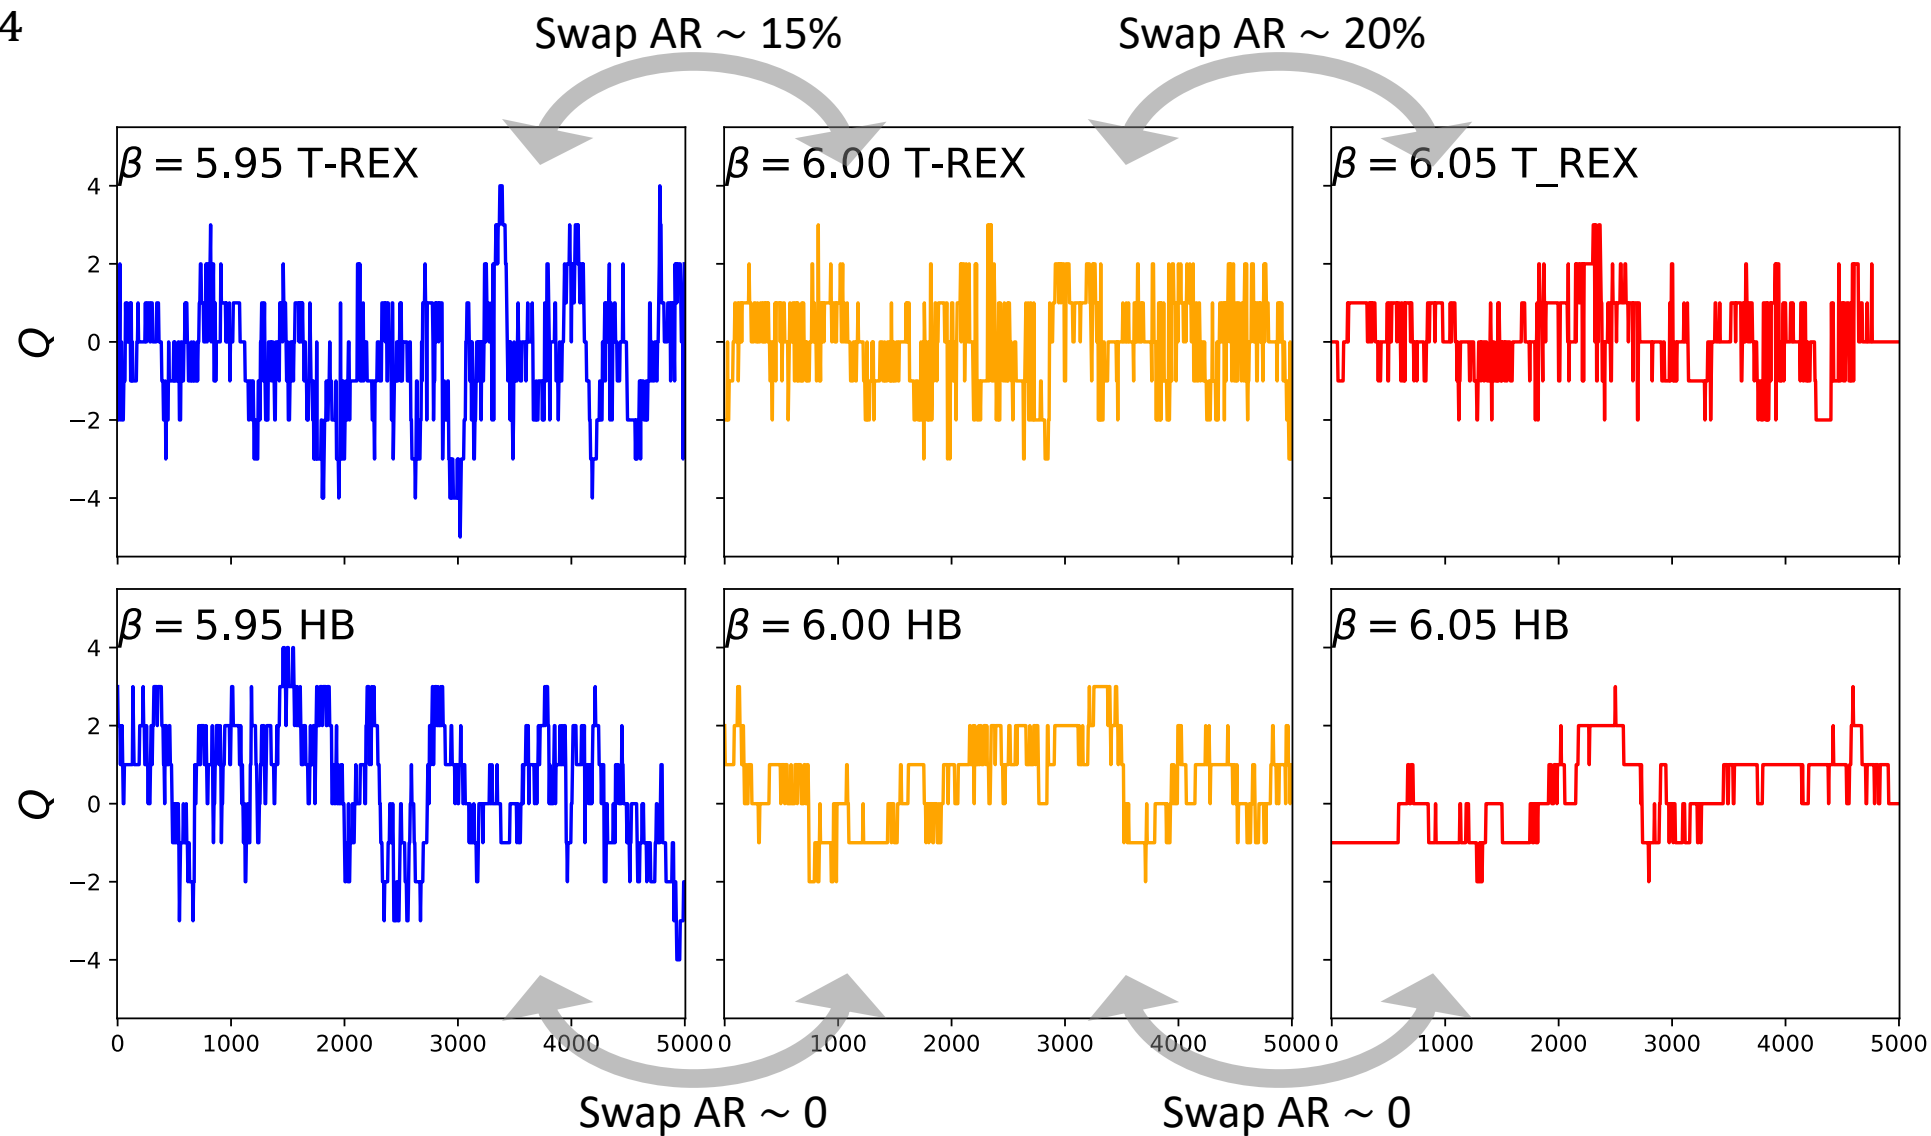 4
Swap AR ~ 15%
Swap AR ~ 20%
β = 5.95 T-REX
β = 6.00 T-REX
β = 6.05 T_REX
4
2
0
−2
−4
Q
β = 5.95 HB
β = 6.00 HB
β = 6.05 HB
4
2
0
−2
−4
Q
0 1000 2000 3000 4000 5000
0 1000 2000 3000 4000 5000
0 1000 2000 3000 4000 5000
Swap AR ~ 0
Swap AR ~ 0